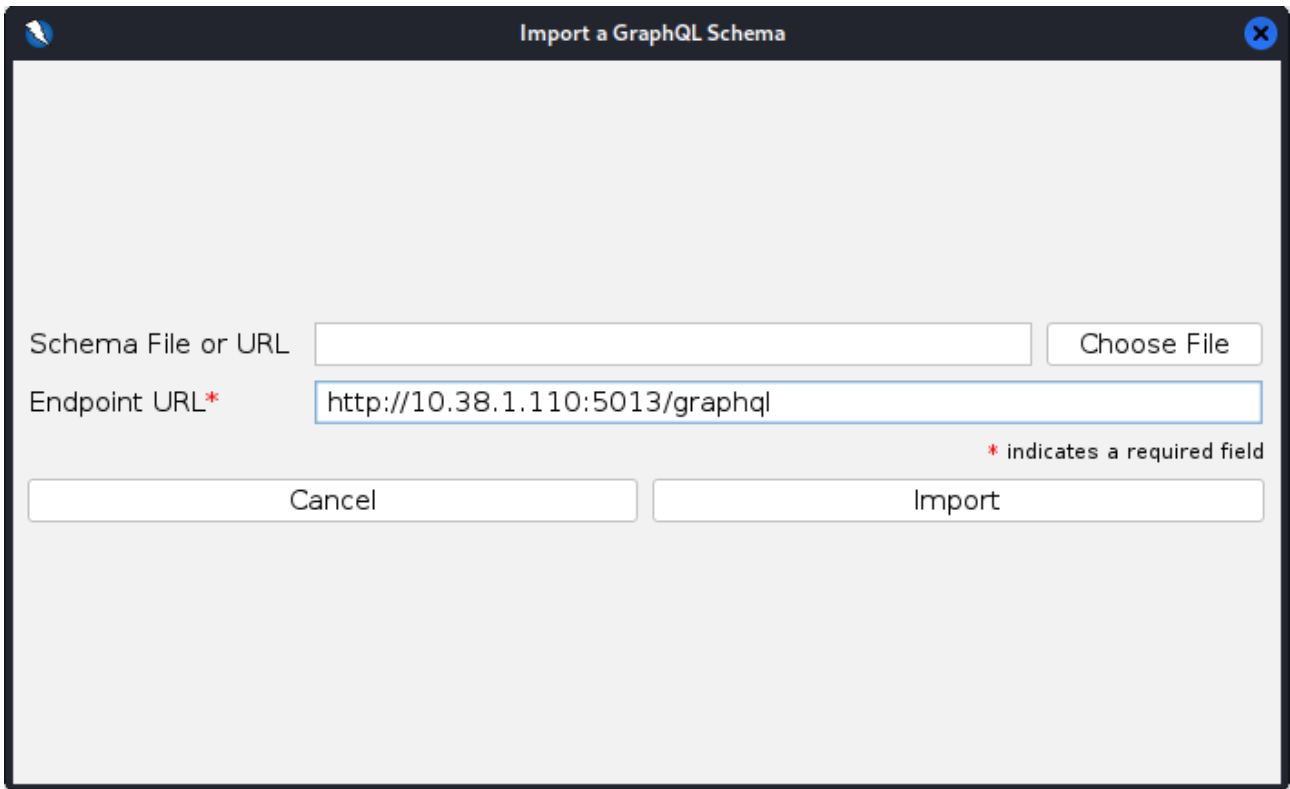 Import a GraphQL Schema
Schema File or URL
Choose File
Endpoint URL*
http://10.38.1.110:5013/graphql
* indicates a required field
Cancel
Import